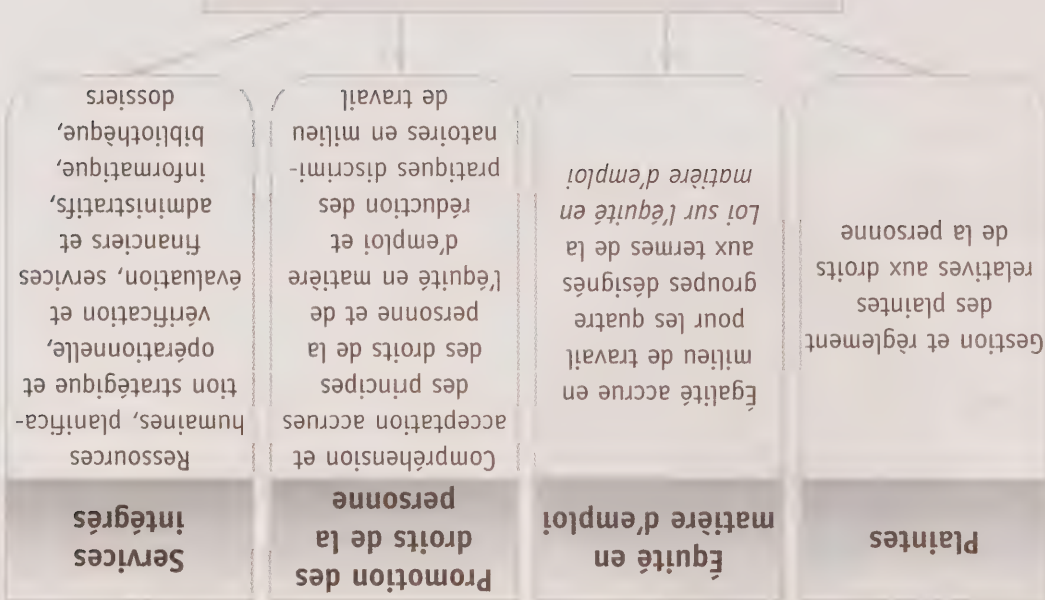 Plaintes
Gestion et règlement
des plaintes
relatives aux droits
de la personne
Équité en
matière d'emploi
Égalité accrue en
milieu de travail
pour les quatre
groupes désignés
aux termes de la
Loi sur l'équité en
matière d'emploi
Promotion des
droits de la
personne
Compréhension et
acceptation accrues
des principes
des droits de la
personne et de
l'équité en matière
d'emploi et
réduction des
pratiques discrimi-
natoires en milieu
de travail
Services
intégrés
Ressources
humaines, planifica-
tion stratégique et
opérationnelle,
vérification et
évaluation, services
financiers et
administratifs,
informatique,
bibliothèque,
dossiers